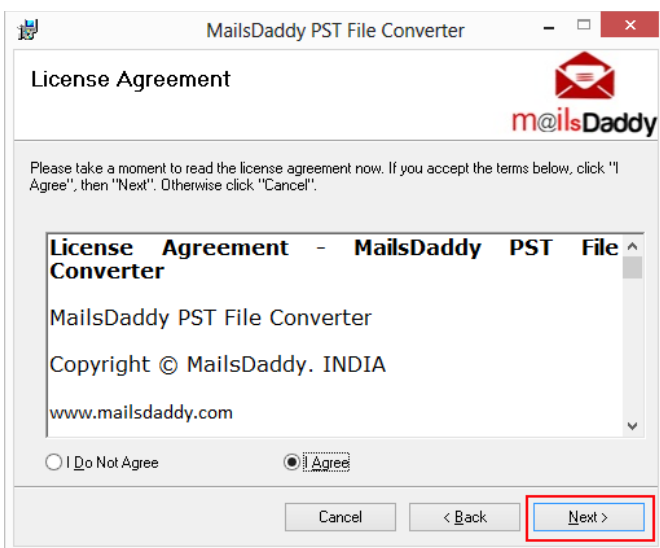 MailsDaddy PST File Converter
License Agreement
m@ilsDaddy
Please take a moment to read the license agreement now. If you accept the terms below, click "I
Agree", then "Next". Otherwise click "Cancel".
License Agreement - MailsDaddy PST File
Converter
MailsDaddy PST File Converter
Copyright © MailsDaddy. INDIA
www.mailsdaddy.com
I Do Not Agree
I Agree
Cancel
< Back
Next >